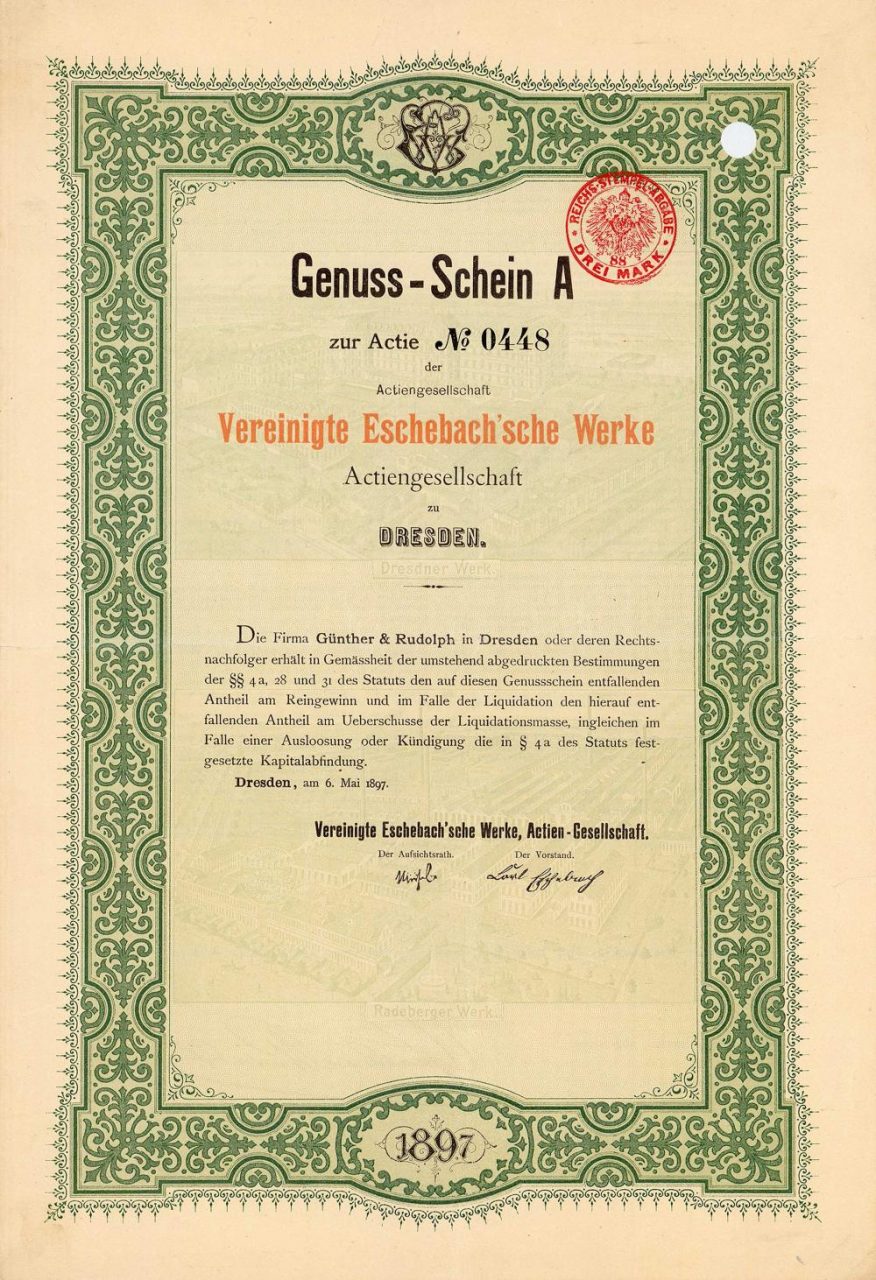 REICHS-STEMPEL-ABGABE
88
DREI MARK
Genuss-Schein A
zur Actie No 0448
der
Actiengesellschaft
Vereinigte Eschebach'sche Werke
Actiengesellschaft
zu
DRESDEN.
Dresdner Werk.
Die Firma Günther & Rudolph in Dresden oder deren Rechts-
nachfolger erhält in Gemässheit der umstehend abgedruckten Bestimmungen
der §§ 4a, 28 und 31 des Statuts den auf diesen Genussschein entfallenden
Antheil am Reingewinn und im Falle der Liquidation den hierauf ent-
fallenden Antheil am Ueberschusse der Liquidationsmasse, ingleichen im
Falle einer Ausloosung oder Kündigung die in § 4a des Statuts fest-
gesetzte Kapitalabfindung.
Dresden, am 6. Mai 1897.
Vereinigte Eschebach'sche Werke, Actien-Gesellschaft.
Der Aufsichtsrath. Der Vorstand.
Carl Eschebach
Radeberger Werk.
1897